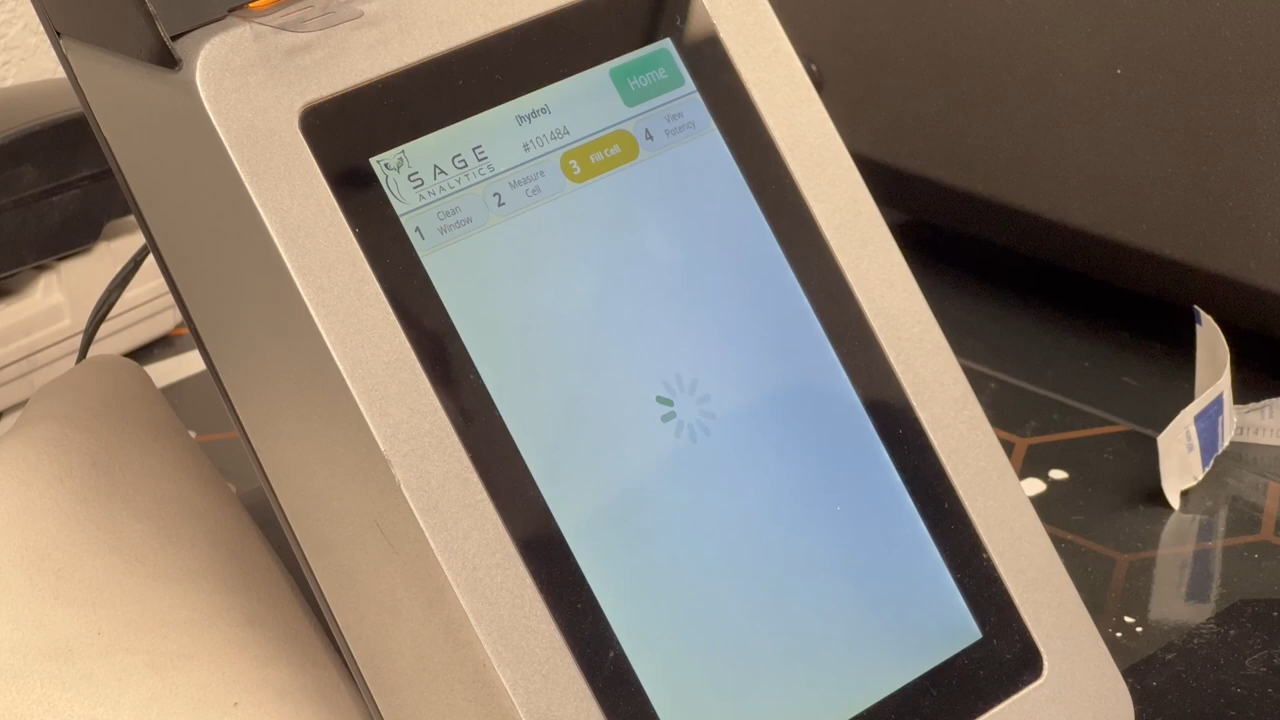 [hydro]
Home
SAGE
ANALYTICS
#101484
1 Clean
Window
2 Measure
Cell
3 Fill Cell
4 View
Potency